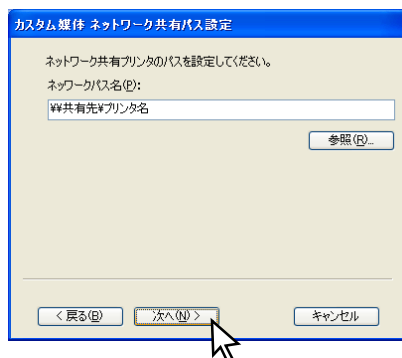 カスタム媒体 ネットワーク共有パス設定
ネットワーク共有プリンタのパスを設定してください。
ネッワークパス名(P):
¥¥共有先¥プリンタ名
参照(R)...
< 戻る(B)
次へ(N) >
キャンセル